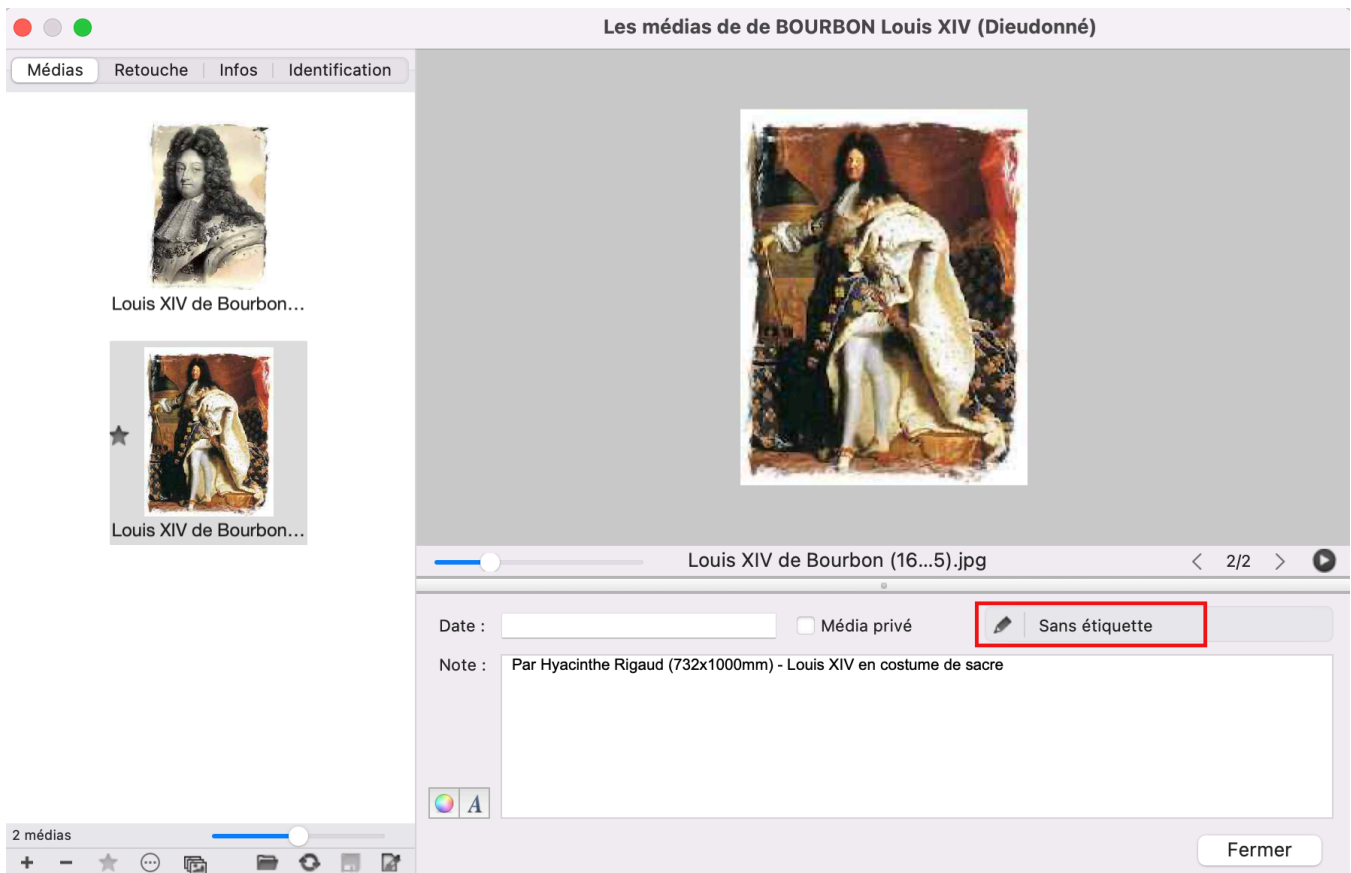 Les médias de de BOURBON Louis XIV (Dieudonné)
Médias Retouche Infos Identification
Louis XIV de Bourbon...
Louis XIV de Bourbon...
2 médias
Louis XIV de Bourbon (16...5).jpg
2/2
Date :
Média privé
Sans étiquette
Note :
Par Hyacinthe Rigaud (732x1000mm) - Louis XIV en costume de sacre
A
Fermer